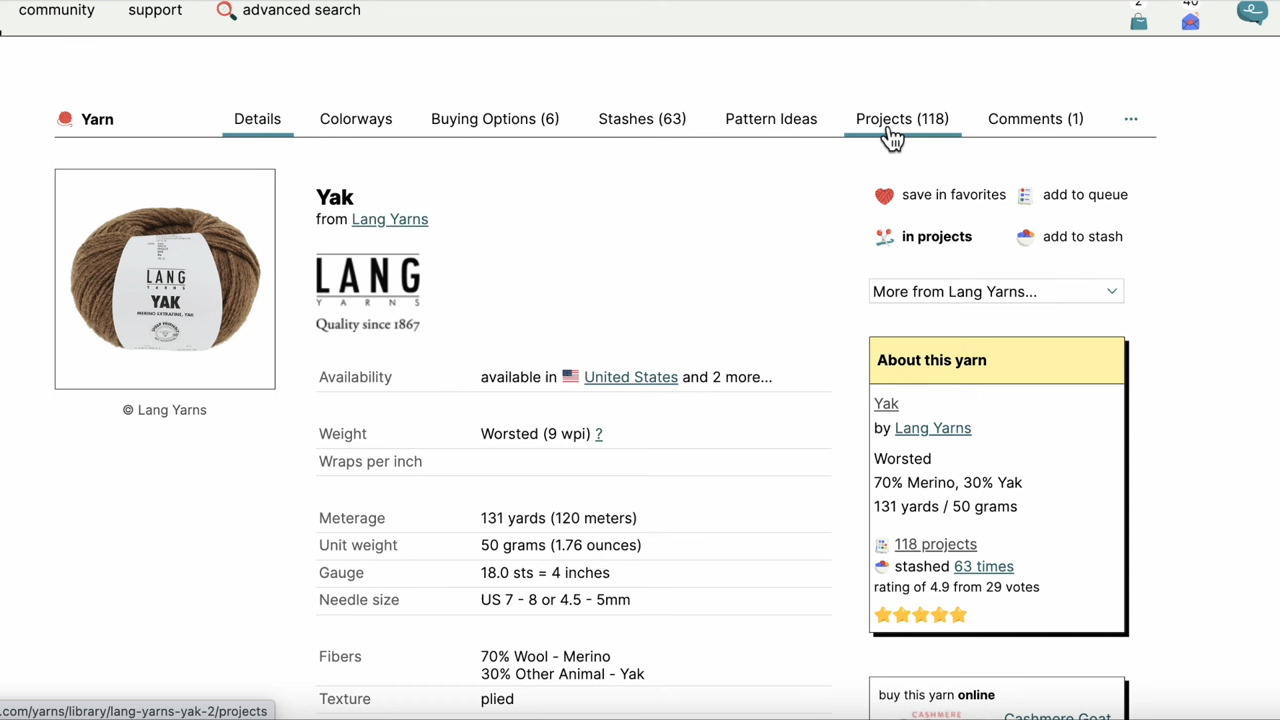 community support advanced search 2 40
Yarn Details Colorways Buying Options (6) Stashes (63) Pattern Ideas Projects (118) Comments (1) ...
LANG
YARNS
YAK
MERINO EXTRAFINE, YAK
© Lang Yarns
Yak
from Lang Yarns
LANG
YARNS
Quality since 1867
Availability available in United States and 2 more...
Weight Worsted (9 wpi) ?
Wraps per inch
Meterage 131 yards (120 meters)
Unit weight 50 grams (1.76 ounces)
Gauge 18.0 sts = 4 inches
Needle size US 7 - 8 or 4.5 - 5mm
Fibers 70% Wool - Merino
30% Other Animal - Yak
Texture plied
save in favorites add to queue
in projects add to stash
More from Lang Yarns...
About this yarn
Yak
by Lang Yarns
Worsted
70% Merino, 30% Yak
131 yards / 50 grams
118 projects
stashed 63 times
rating of 4.9 from 29 votes
buy this yarn online
CASHMERE
Cashmere Goat
.com/yarns/library/lang-yarns-yak-2/projects